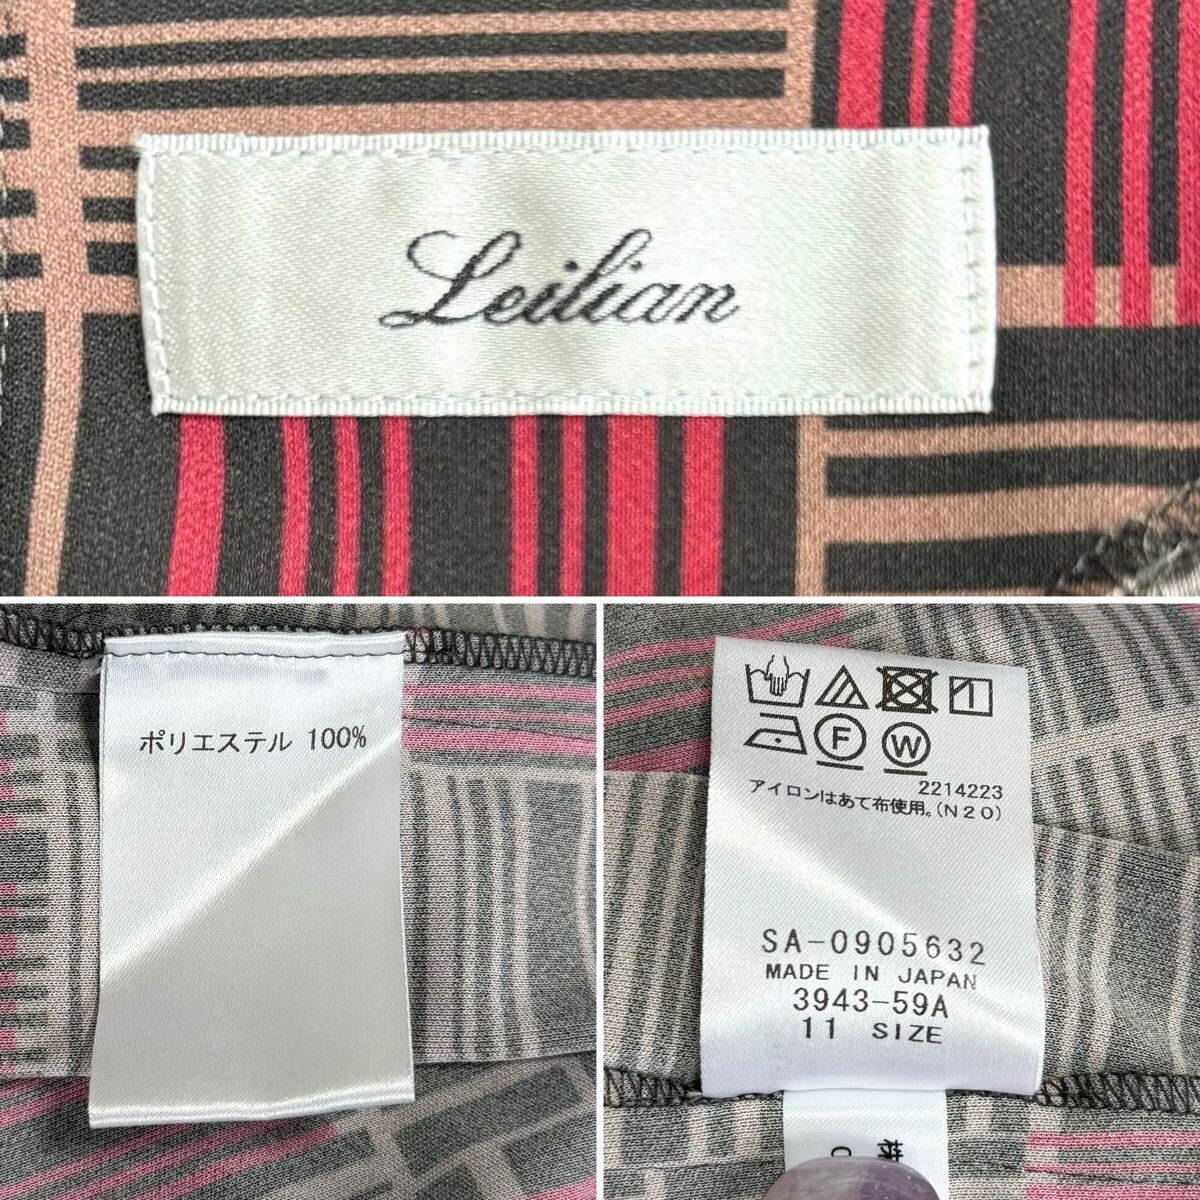 Leilian
ポリエステル 100%
F W
2214223
アイロンはあて布使用。(N20)
SA-0905632
MADE IN JAPAN
3943-59A
11 SIZE